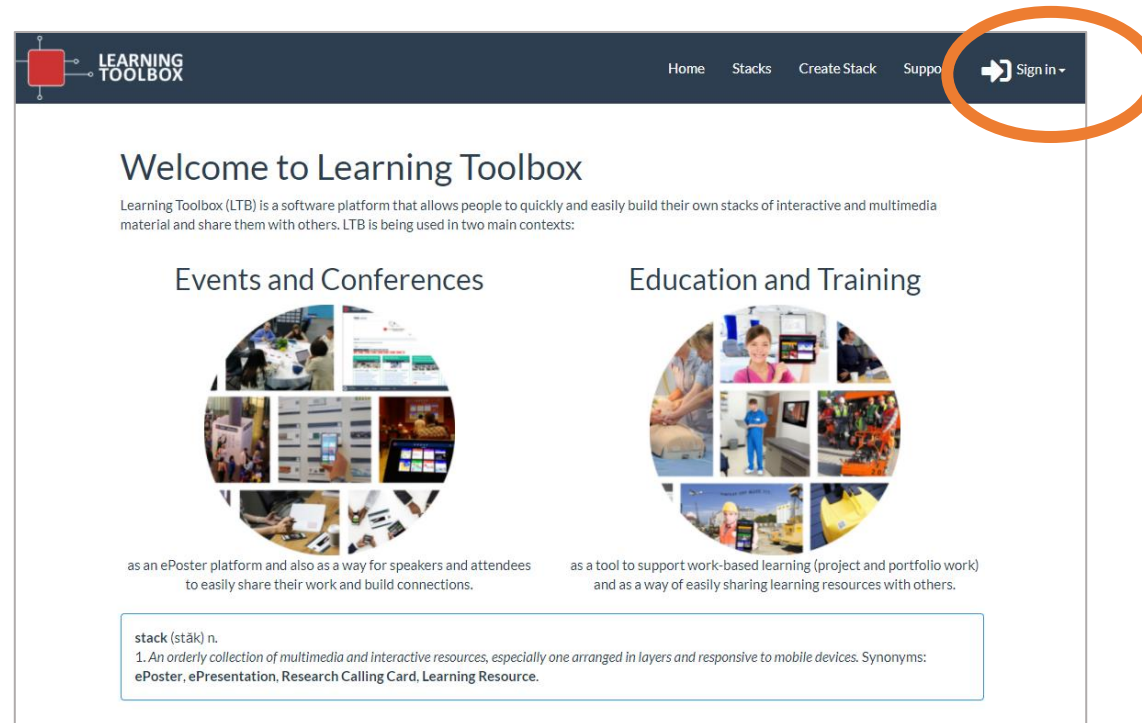 LEARNING
TOOLBOX
Home Stacks Create Stack Suppo Sign in
Welcome to Learning Toolbox
Learning Toolbox (LTB) is a software platform that allows people to quickly and easily build their own stacks of interactive and multimedia
material and share them with others. LTB is being used in two main contexts:
Events and Conferences
as an ePoster platform and also as a way for speakers and attendees
to easily share their work and build connections.
Education and Training
as a tool to support work-based learning (project and portfolio work)
and as a way of easily sharing learning resources with others.
stack (stăk) n.
1. An orderly collection of multimedia and interactive resources, especially one arranged in layers and responsive to mobile devices. Synonyms:
ePoster, ePresentation, Research Calling Card, Learning Resource.